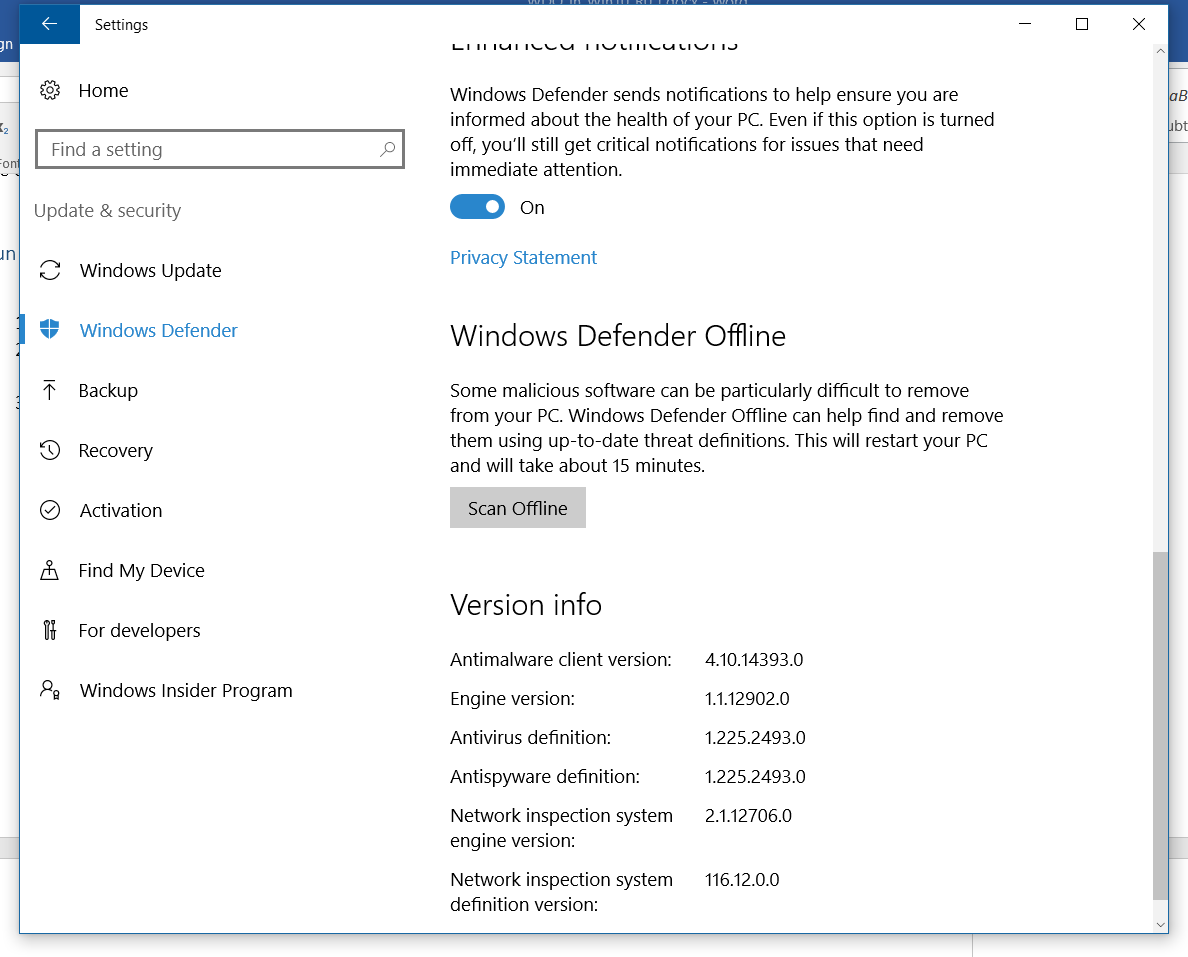 Settings
Home
Find a setting
Update & security
Windows Update
Windows Defender
Backup
Recovery
Activation
Find My Device
For developers
Windows Insider Program
Enhanced notifications
Windows Defender sends notifications to help ensure you are
informed about the health of your PC. Even if this option is turned
off, you’ll still get critical notifications for issues that need
immediate attention.
On
Privacy Statement
Windows Defender Offline
Some malicious software can be particularly difficult to remove
from your PC. Windows Defender Offline can help find and remove
them using up-to-date threat definitions. This will restart your PC
and will take about 15 minutes.
Scan Offline
Version info
Antimalware client version: 4.10.14393.0
Engine version: 1.1.12902.0
Antivirus definition: 1.225.2493.0
Antispyware definition: 1.225.2493.0
Network inspection system 2.1.12706.0
engine version:
Network inspection system 116.12.0.0
definition version: